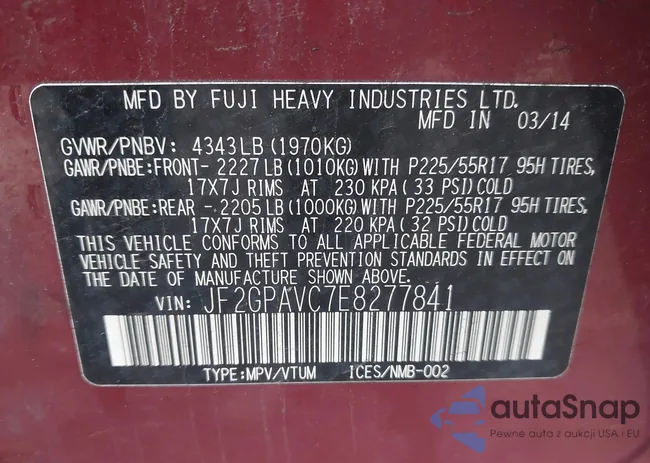 MFD BY FUJI HEAVY INDUSTRIES LTD.
MFD IN 03/14
GVWR/PNBV: 4343LB (1970KG)
GAWR/PNBE:FRONT- 2227LB (1010KG) WITH P225/55R17 95H TIRES,
17X7J RIMS AT 230 KPA ( 33 PSI) COLD
GAWR/PNBE:REAR -2205LB (1000KG) WITH P225/55R17 95H TIRES,
17X7J RIMS AT 220 KPA ( 32 PSI) COLD
THIS VEHICLE CONFORMS TO ALL APPLICABLE FEDERAL MOTOR
VEHICLE SAFETY AND THEFT PREVENTION STANDARDS IN EFFECT ON
THE DATE OF MANUFACTURE SHOWN ABOVE.
VIN: JF2GPAVC7E8277841
TYPE:MPV/VTUM ICES/NMB-002
autaSnap
Pewne auta z aukcji USA i EU